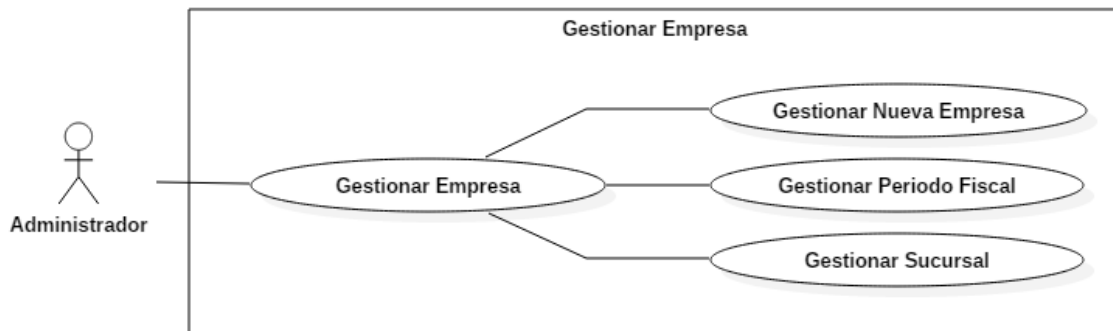 Gestionar Empresa
Gestionar Nueva Empresa
Gestionar Empresa
Gestionar Periodo Fiscal
Administrador
Gestionar Sucursal